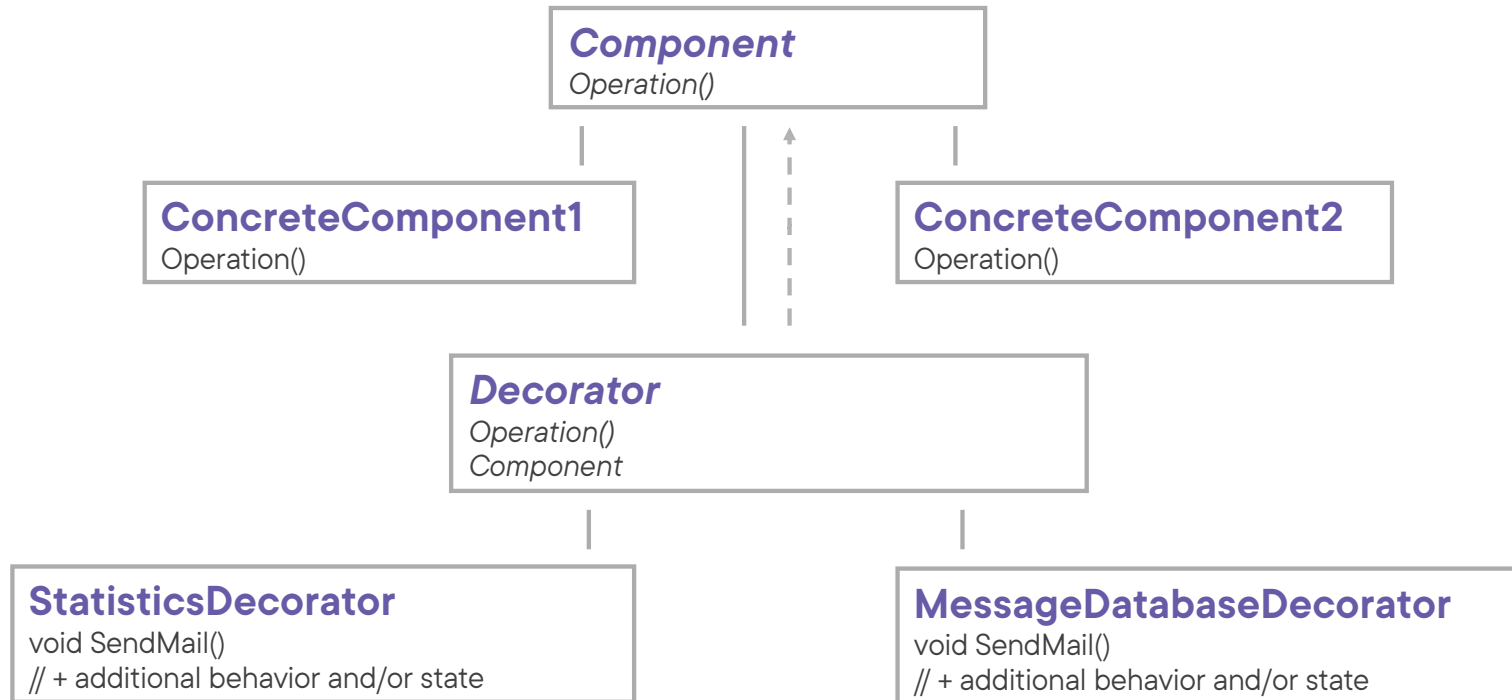 Component
Operation()
ConcreteComponent1
Operation()
ConcreteComponent2
Operation()
Decorator
Operation()
Component
StatisticsDecorator
void SendMail()
// + additional behavior and/or state
MessageDatabaseDecorator
void SendMail()
// + additional behavior and/or state